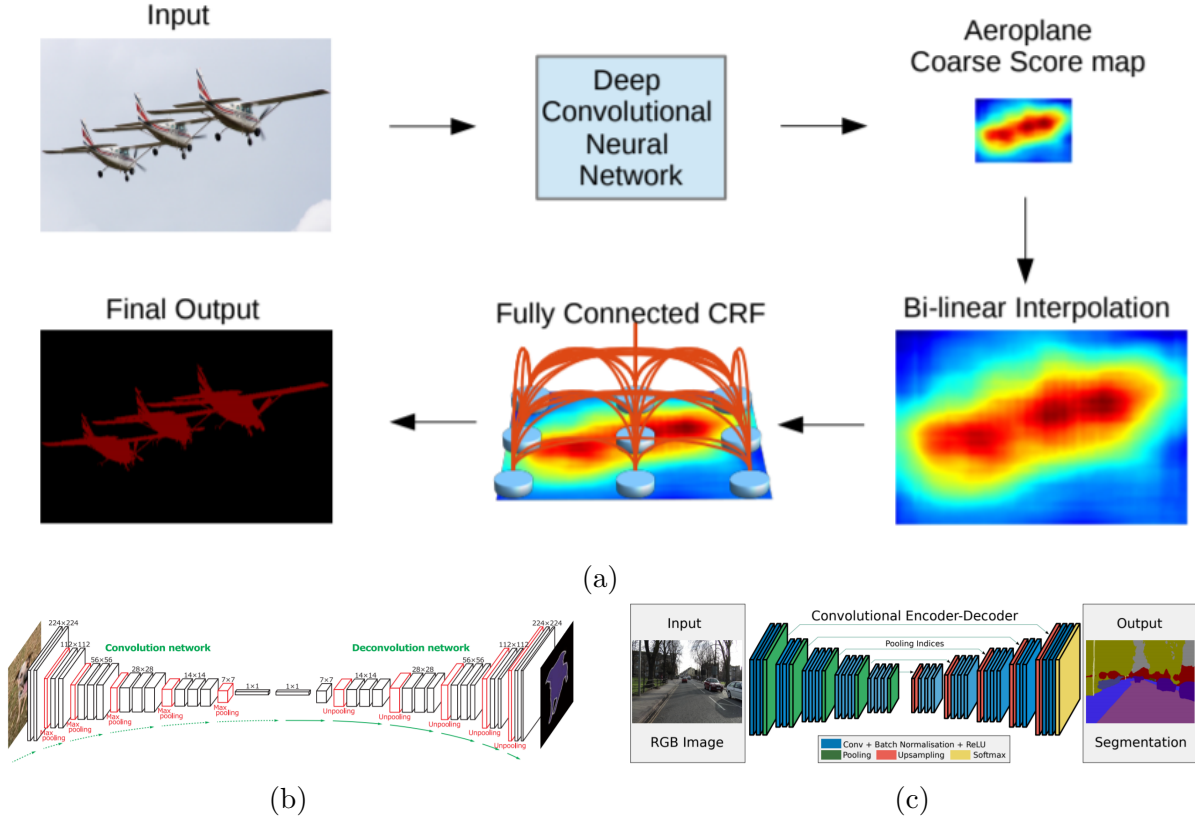 Input
Deep
Convolutional
Neural
Network
Aeroplane
Coarse Score map
Final Output
Fully Connected CRF
Bi-linear Interpolation
(a)
224×224
112×112
56×56
28×28
14×14
7×7
1×1
1×1
7×7
14×14
28×28
56×56
112×112
224×224
Convolution network
Deconvolution network
Max
pooling
Max
pooling
Max
pooling
Max
pooling
Max
pooling
Unpooling
Unpooling
Unpooling
Unpooling
Unpooling
(b)
Input
RGB Image
Convolutional Encoder-Decoder
Pooling Indices
Conv + Batch Normalisation + ReLU
Pooling
Upsampling
Softmax
Output
Segmentation
(c)